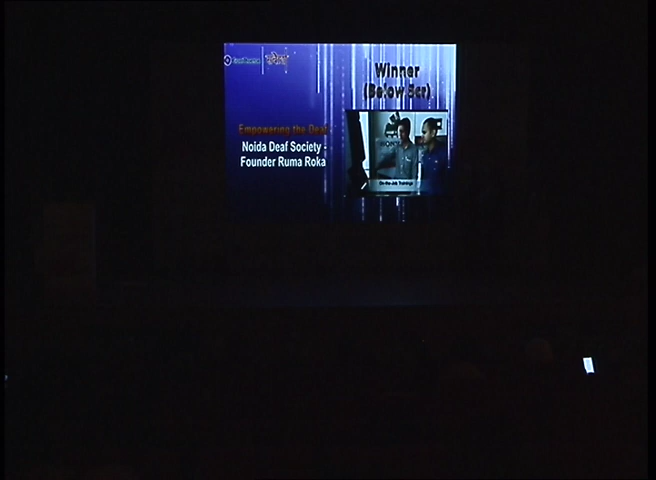 Winner
(Below 5cr)
Empowering the Deaf
Noida Deaf Society -
Founder Ruma Roka
On-the-Job Trainings